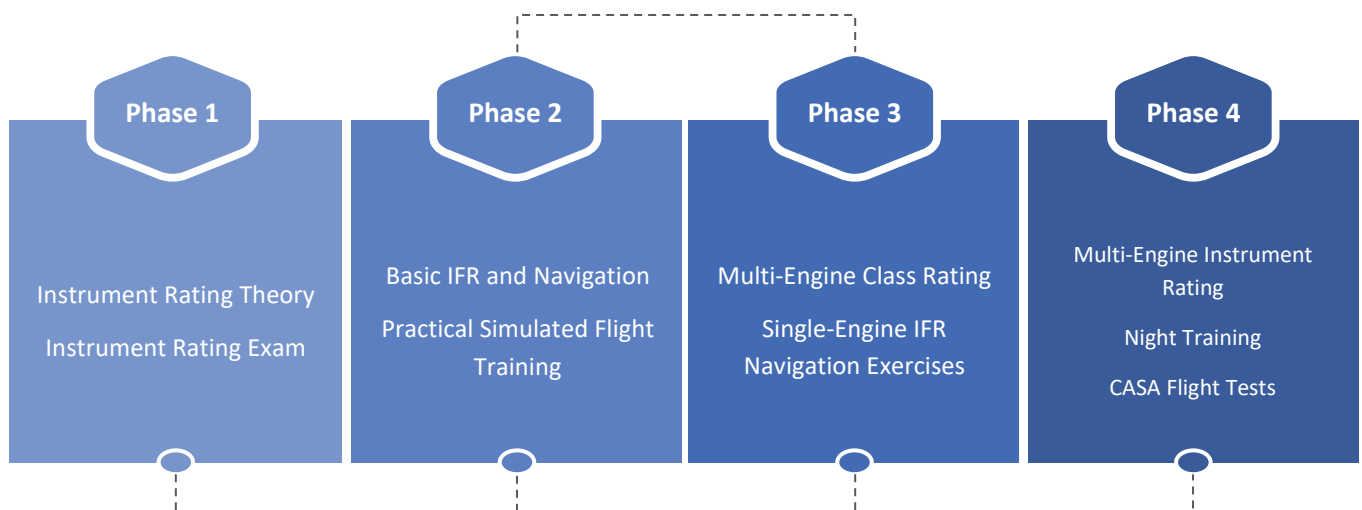 Phase 1
Instrument Rating Theory
Instrument Rating Exam
Phase 2
Basic IFR and Navigation
Practical Simulated Flight
Training
Phase 3
Multi-Engine Class Rating
Single-Engine IFR
Navigation Exercises
Phase 4
Multi-Engine Instrument
Rating
Night Training
CASA Flight Tests